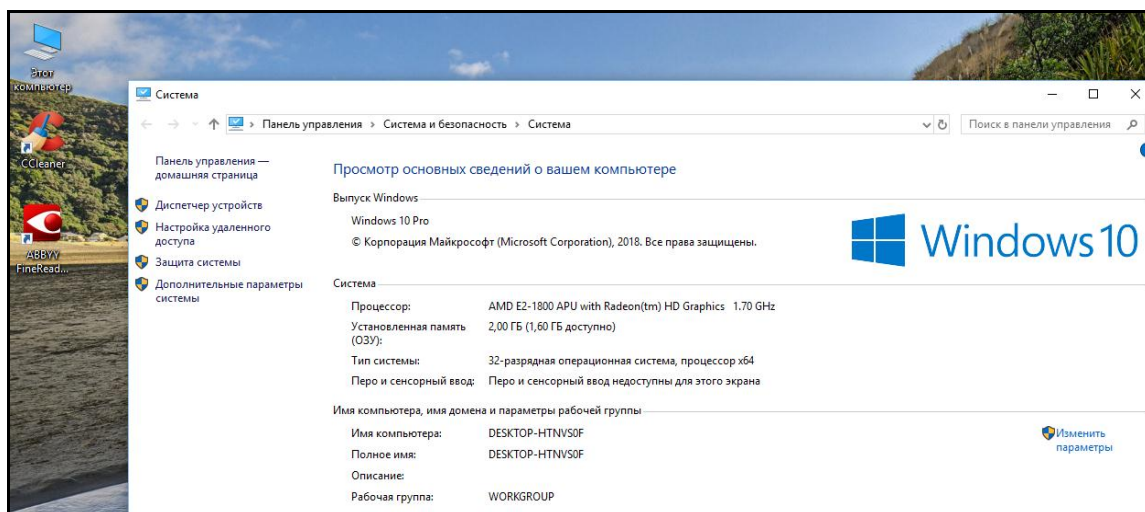 Этот
компьютер
CCleaner
ABBYY
FineRead...
Система
Панель управления > Система и безопасность > Система
Поиск в панели управления
Панель управления —
домашняя страница
Диспетчер устройств
Настройка удаленного
доступа
Защита системы
Дополнительные параметры
системы
Просмотр основных сведений о вашем компьютере
Выпуск Windows
Windows 10 Pro
© Корпорация Майкрософт (Microsoft Corporation), 2018. Все права защищены.
Windows 10
Система
Процессор: AMD E2-1800 APU with Radeon(tm) HD Graphics 1.70 GHz
Установленная память 2,00 ГБ (1,60 ГБ доступно)
(ОЗУ):
Тип системы: 32-разрядная операционная система, процессор x64
Перо и сенсорный ввод: Перо и сенсорный ввод недоступны для этого экрана
Имя компьютера, имя домена и параметры рабочей группы
Имя компьютера: DESKTOP-HTNVS0F
Изменить
параметры
Полное имя: DESKTOP-HTNVS0F
Описание:
Рабочая группа: WORKGROUP